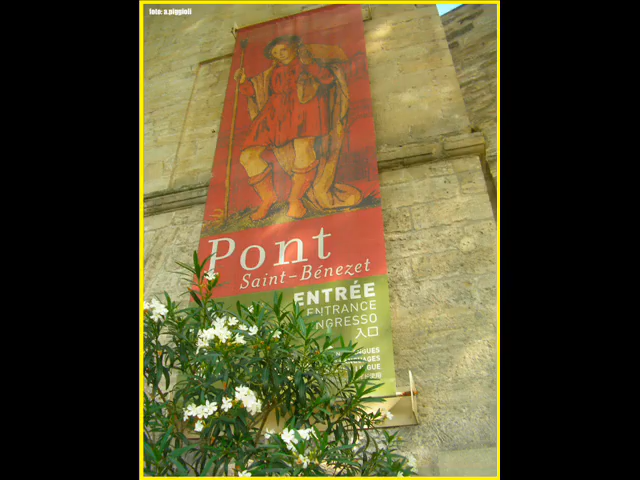 foto: a.piggioli
Pont
Saint-Bénezet
ENTRÉE
ENTRANCE
INGRESSO
入口